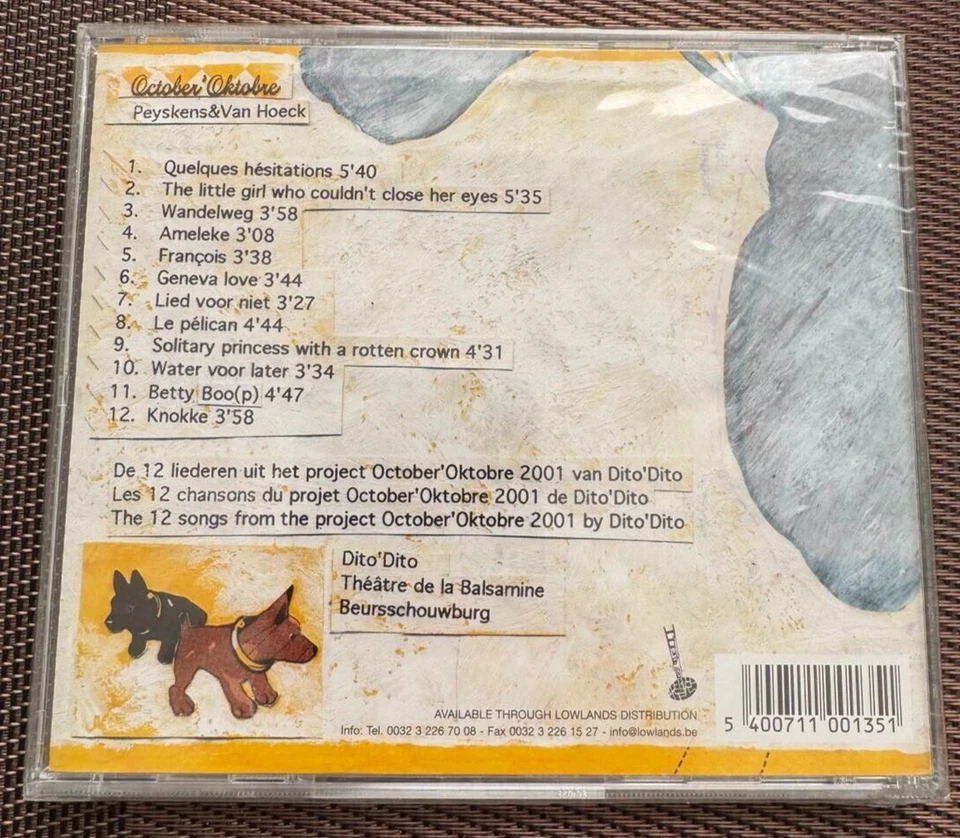 October'Oktobre
Peyskens&Van Hoeck
1. Quelques hésitations 5'40
2. The little girl who couldn't close her eyes 5'35
3. Wandelweg 3'58
4. Ameleke 3'08
5. François 3'38
6. Geneva love 3'44
7. Lied voor niet 3'27
8. Le pélican 4'44
9. Solitary princess with a rotten crown 4'31
10. Water voor later 3'34
11. Betty Boo(p) 4'47
12. Knokke 3'58
De 12 liederen uit het project October'Oktobre 2001 van Dito'Dito
Les 12 chansons du projet October'Oktobre 2001 de Dito'Dito
The 12 songs from the project October'Oktobre 2001 by Dito'Dito
Dito'Dito
Théâtre de la Balsamine
Beursschouwburg
AVAILABLE THROUGH LOWLANDS DISTRIBUTION
Info: Tel. 0032 3 226 70 08 - Fax 0032 3 226 15 27 - info@lowlands.be
5 400711 001351